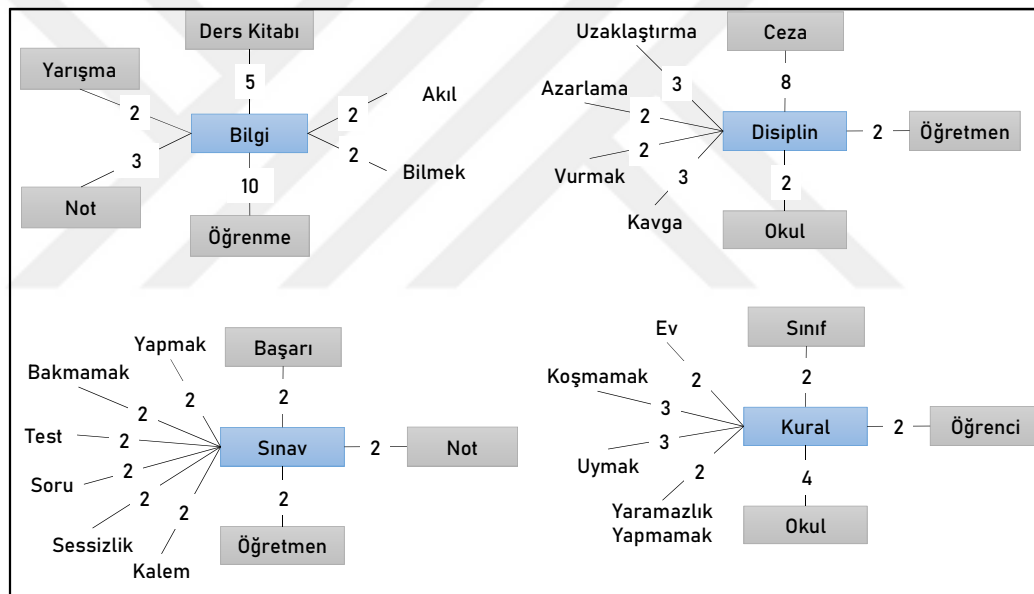 Ders Kitabı
Yarışma
5
2
2
Akıl
Bilgi
3
2
Bilmek
10
Not
Öğrenme
Uzaklaştırma
Ceza
3
8
Azarlama
2
Disiplin
2
Öğretmen
2
Vurmak
3
2
Kavga
Okul
Yapmak
Başarı
Bakmamak
2
2
2
Test
2
Sınav
2
Not
Soru
2
2
2
2
Sessizlik
Öğretmen
Kalem
Ev
Sınıf
2
2
Koşmamak
3
Kural
2
Öğrenci
3
Uymak
2
4
Yaramazlık
Yapmamak
Okul